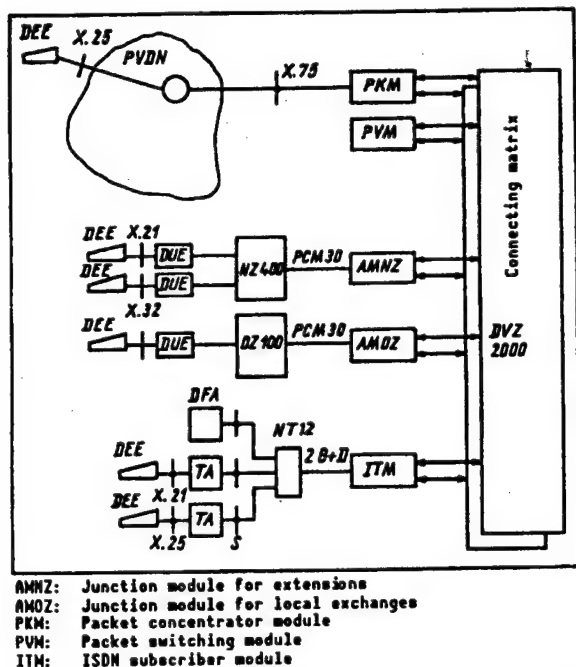 DEE
X.25
PVDN
X.75
PKM
PVM
Connecting matrix
DVZ
2000
DEE
X.21
DUE
DEE
DUE
X.32
NZ400
PCM30
AMNZ
DEE
DUE
OZ100
PCM30
AMOZ
DFA
NT12
DEE
TA
2B+D
ITM
X.21
DEE
TA
X.25
S
AMNZ: Junction module for extensions
AMOZ: Junction module for local exchanges
PKM: Packet concentrator module
PVM: Packet switching module
ITM: ISDN subscriber module